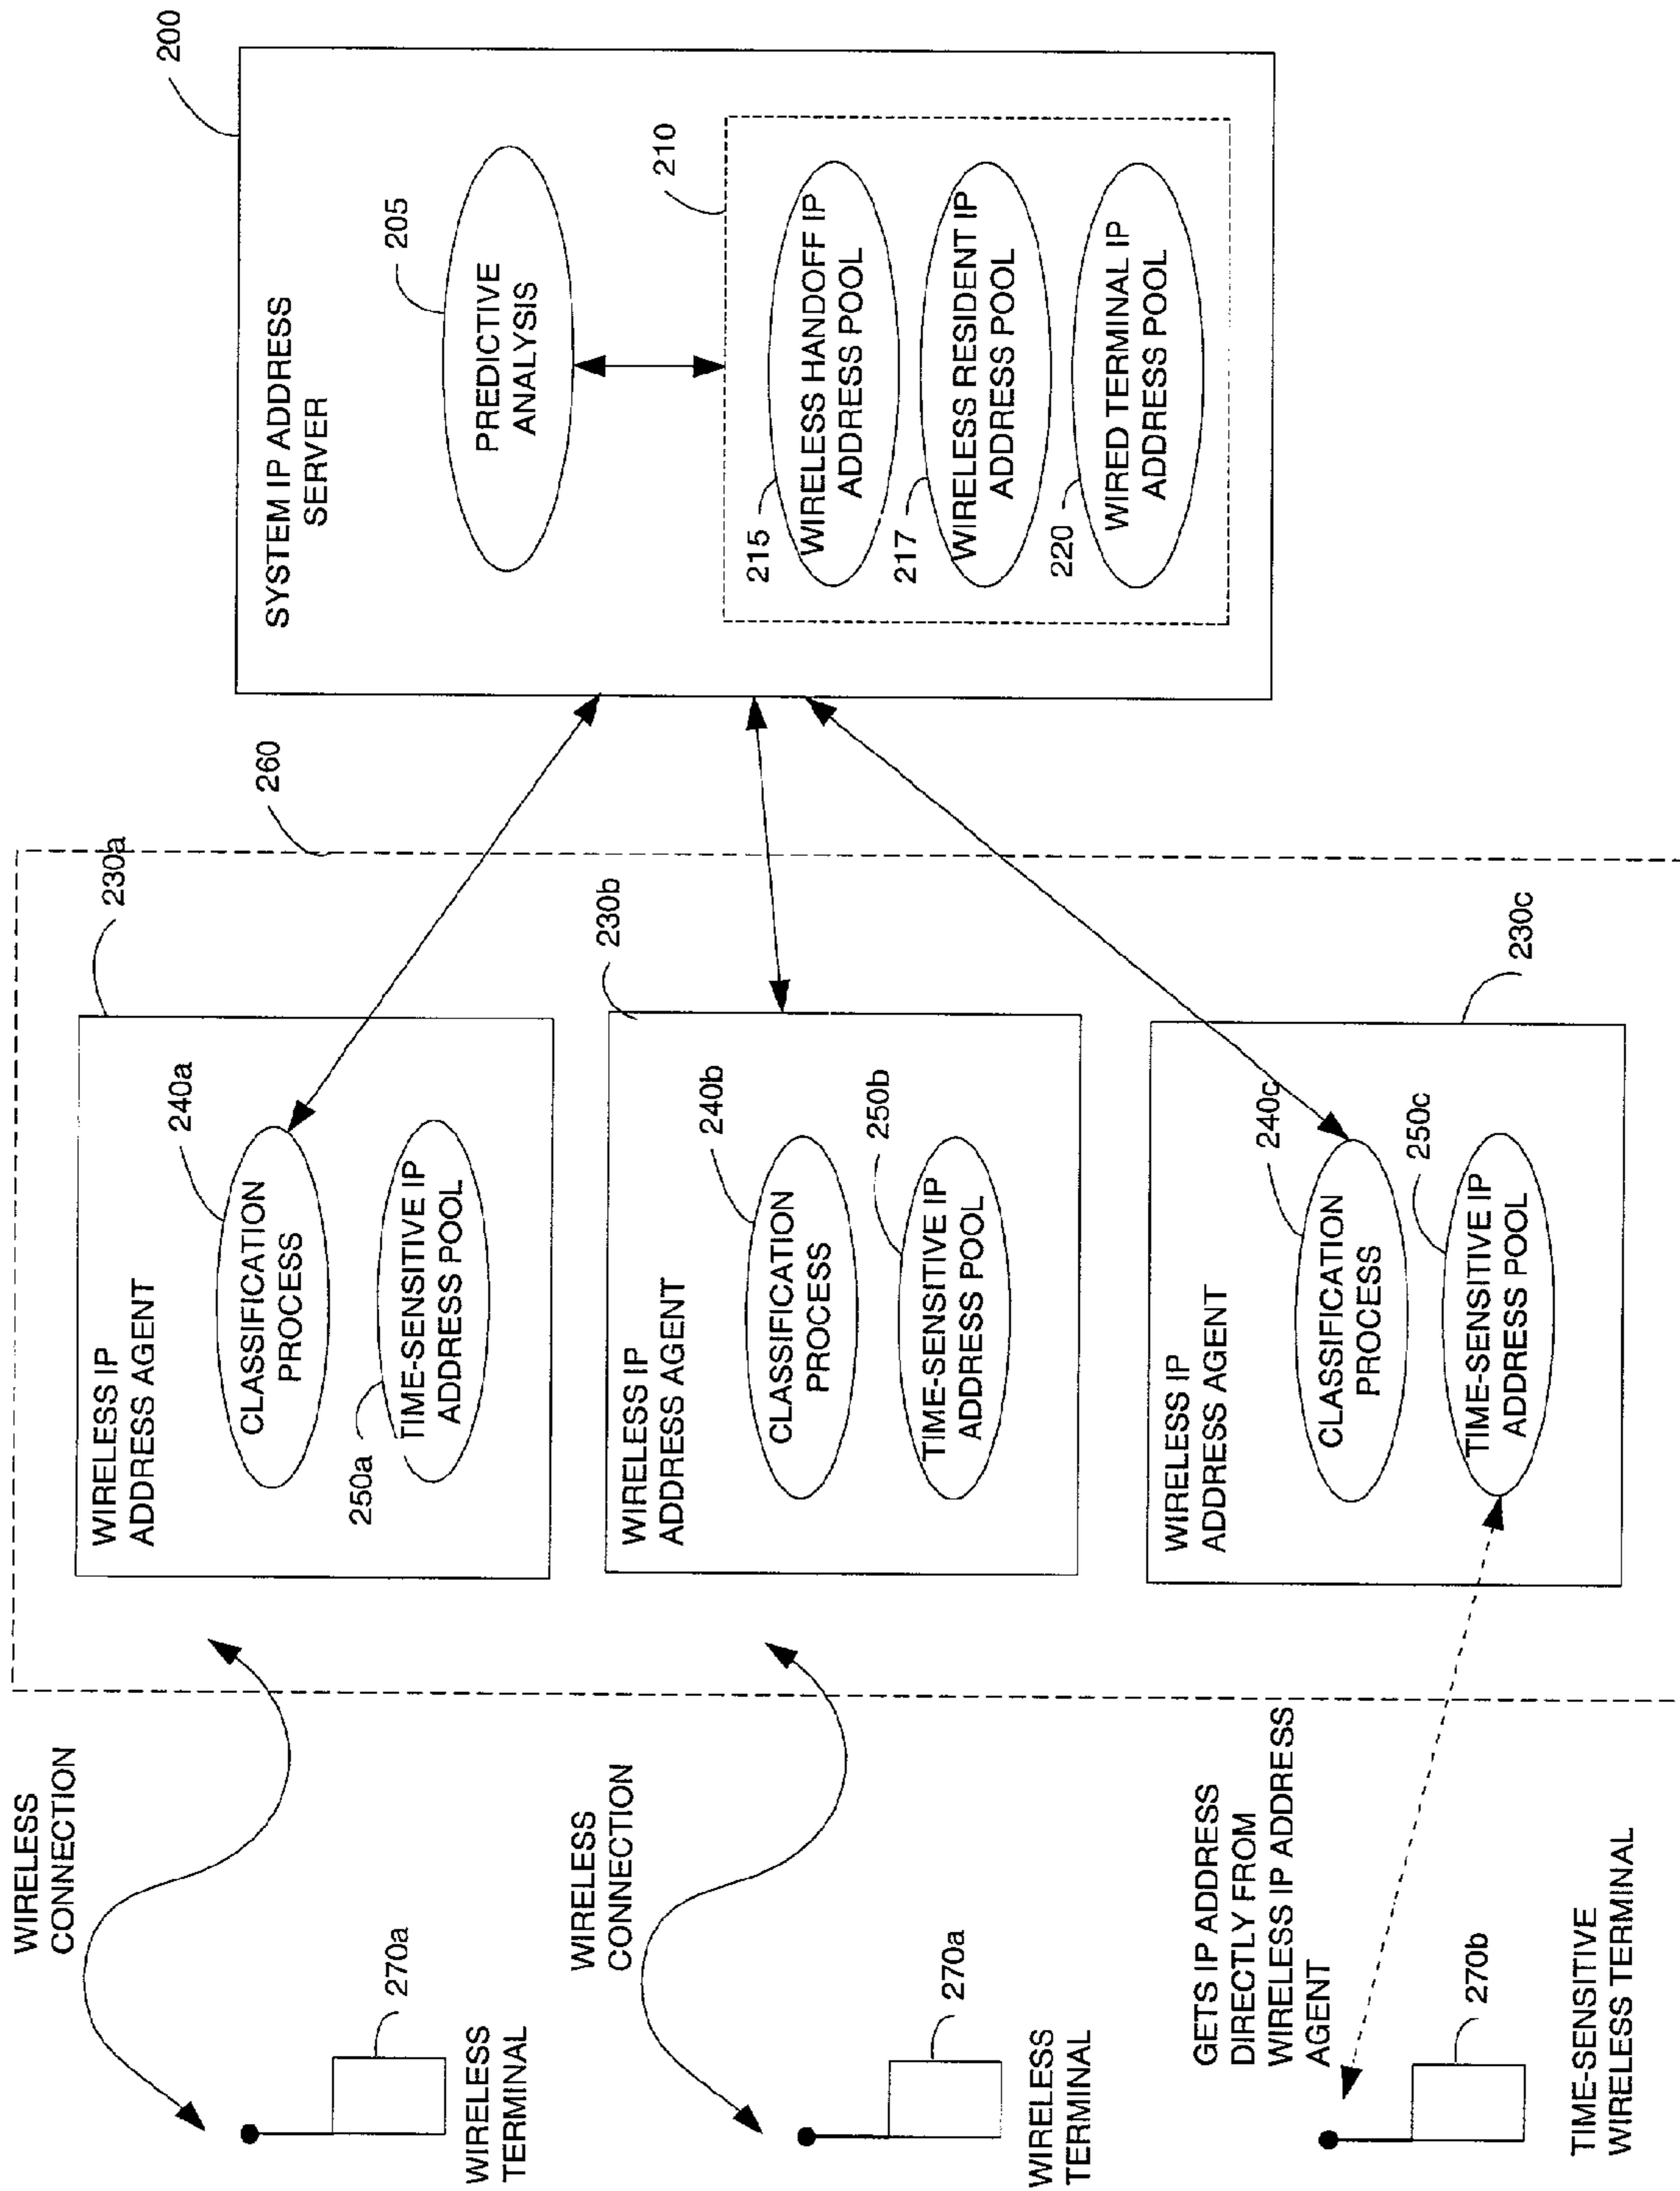 WIRELESS
CONNECTION
270a
WIRELESS
TERMINAL
WIRELESS
CONNECTION
270a
WIRELESS
TERMINAL
GETS IP ADDRESS
DIRECTLY FROM
WIRELESS IP ADDRESS
AGENT
270b
TIME-SENSITIVE
WIRELESS TERMINAL
260
230a
WIRELESS IP
ADDRESS AGENT
240a
CLASSIFICATION
PROCESS
250a
TIME-SENSITIVE IP
ADDRESS POOL
230b
WIRELESS IP
ADDRESS AGENT
240b
CLASSIFICATION
PROCESS
250b
TIME-SENSITIVE IP
ADDRESS POOL
230c
WIRELESS IP
ADDRESS AGENT
240c
CLASSIFICATION
PROCESS
250c
TIME-SENSITIVE IP
ADDRESS POOL
200
SYSTEM IP ADDRESS
SERVER
205
PREDICTIVE
ANALYSIS
210
215
WIRELESS HANDOFF IP
ADDRESS POOL
217
WIRELESS RESIDENT IP
ADDRESS POOL
220
WIRED TERMINAL IP
ADDRESS POOL